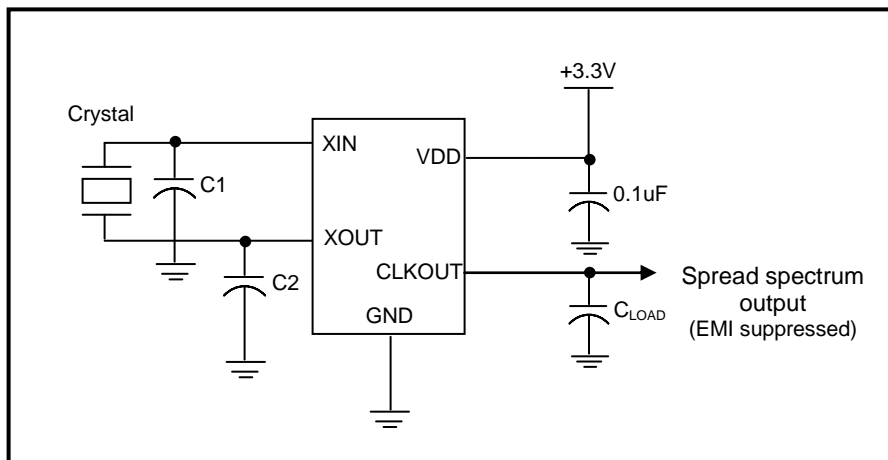 +3.3V
Crystal
XIN
VDD
C1
0.1uF
XOUT
CLKOUT
C2
GND
CLOAD
Spread spectrum
output
(EMI suppressed)